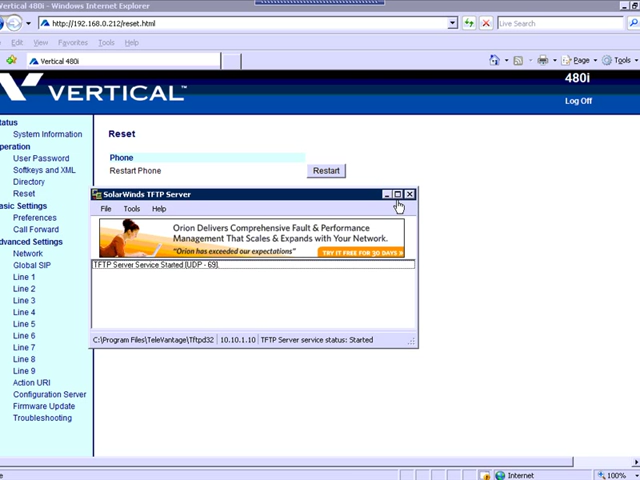 Vertical 480i - Windows Internet Explorer
http://192.168.0.212/reset.html
Live Search
Edit View Favorites Tools Help
Vertical 480i
Page Tools
VERTICAL
480i
Log Off
Status
System Information
Operation
User Password
Softkeys and XML
Directory
Reset
Basic Settings
Preferences
Call Forward
Advanced Settings
Network
Global SIP
Line 1
Line 2
Line 3
Line 4
Line 5
Line 6
Line 7
Line 8
Line 9
Action URI
Configuration Server
Firmware Update
Troubleshooting
Reset
Phone
Restart Phone Restart
SolarWinds TFTP Server
File Tools Help
Orion Delivers Comprehensive Fault & Performance
Management That Scales & Expands with Your Network.
"Orion has exceeded our expectations" TRY IT FREE FOR 30 DAYS
TFTP Server Service Started [UDP - 69].
C:\Program Files\TeleVantage\Tftpd32 10.10.1.10 TFTP Server service status: Started
Internet 100%